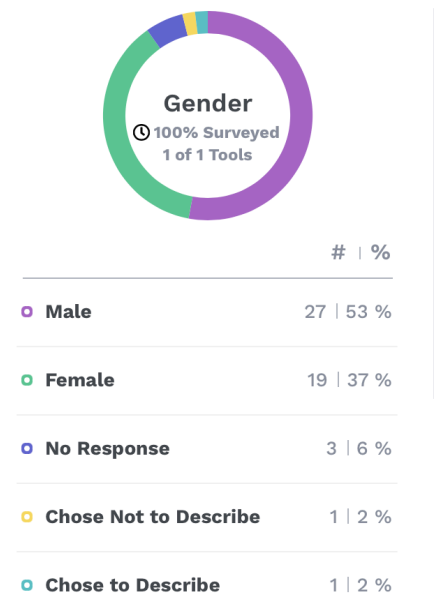 Gender
100% Surveyed
1 of 1 Tools
# | %
Male 27 | 53 %
Female 19 | 37 %
No Response 3 | 6 %
Chose Not to Describe 1 | 2 %
Chose to Describe 1 | 2 %